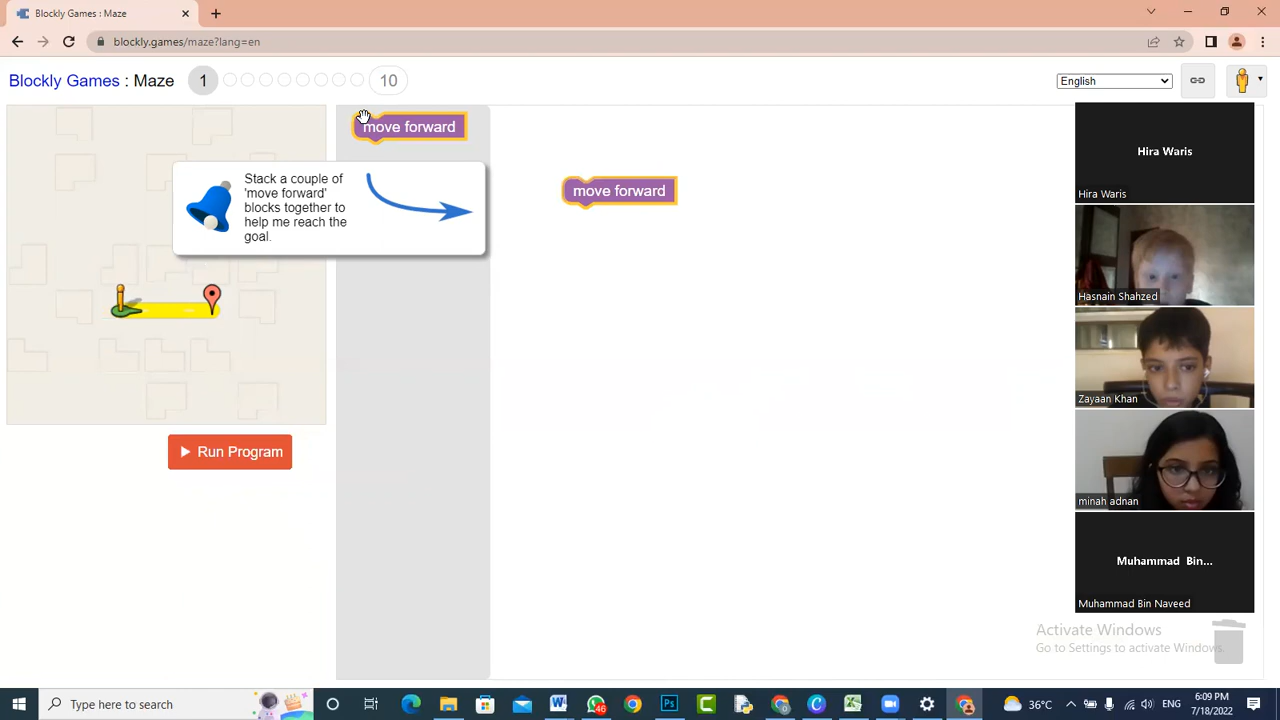 Blockly Games : Maze
blockly.games/maze?lang=en
Blockly Games : Maze
1
10
English
move forward
Stack a couple of
'move forward'
blocks together to
help me reach the
goal.
move forward
Run Program
Hira Waris
Hira Waris
Hasnain Shahzed
Zayaan Khan
minah adnan
Muhammad Bin...
Muhammad Bin Naveed
Activate Windows
Go to Settings to activate Windows.
Type here to search
46
38°C
6:09 PM
7/18/2022